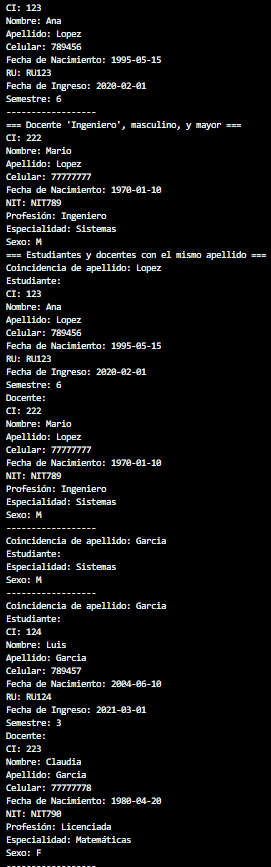 CI: 123
Nombre: Ana
Apellido: Lopez
Celular: 789456
Fecha de Nacimiento: 1995-05-15
RU: RU123
Fecha de Ingreso: 2020-02-01
Semestre: 6
------------------
=== Docente 'Ingeniero', masculino, y mayor ===
CI: 222
Nombre: Mario
Apellido: Lopez
Celular: 77777777
Fecha de Nacimiento: 1970-01-10
NIT: NIT789
Profesión: Ingeniero
Especialidad: Sistemas
Sexo: M
=== Estudiantes y docentes con el mismo apellido ===
Coincidencia de apellido: Lopez
Estudiante:
CI: 123
Nombre: Ana
Apellido: Lopez
Celular: 789456
Fecha de Nacimiento: 1995-05-15
RU: RU123
Fecha de Ingreso: 2020-02-01
Semestre: 6
Docente:
CI: 222
Nombre: Mario
Apellido: Lopez
Celular: 77777777
Fecha de Nacimiento: 1970-01-10
NIT: NIT789
Profesión: Ingeniero
Especialidad: Sistemas
Sexo: M
------------------
Coincidencia de apellido: Garcia
Estudiante:
Especialidad: Sistemas
Sexo: M
------------------
Coincidencia de apellido: Garcia
Estudiante:
CI: 124
Nombre: Luis
Apellido: Garcia
Celular: 789457
Fecha de Nacimiento: 2004-06-10
RU: RU124
Fecha de Ingreso: 2021-03-01
Semestre: 3
Docente:
CI: 223
Nombre: Claudia
Apellido: Garcia
Celular: 77777778
Fecha de Nacimiento: 1980-04-20
NIT: NIT790
Profesión: Licenciada
Especialidad: Matemáticas
Sexo: F
------------------